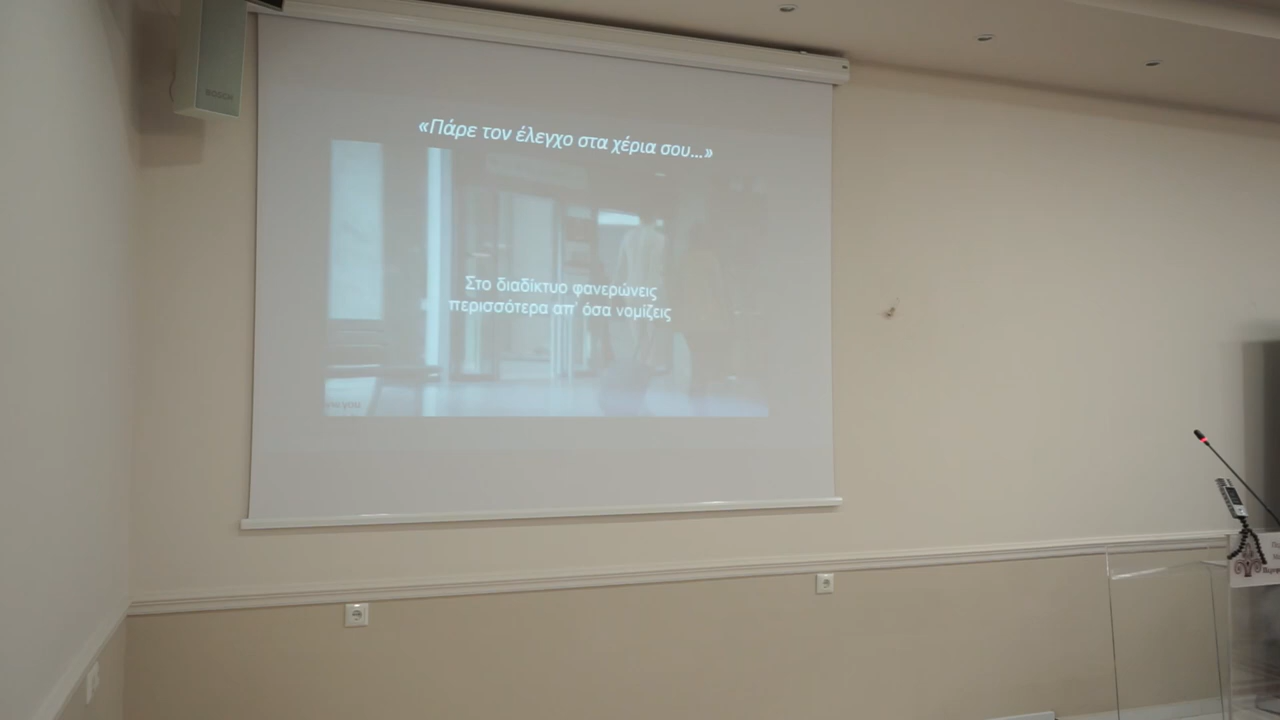 «Πάρε τον έλεγχο στα χέρια σου...»
Στο διαδίκτυο φανερώνεις
περισσότερα απ' όσα νομίζεις